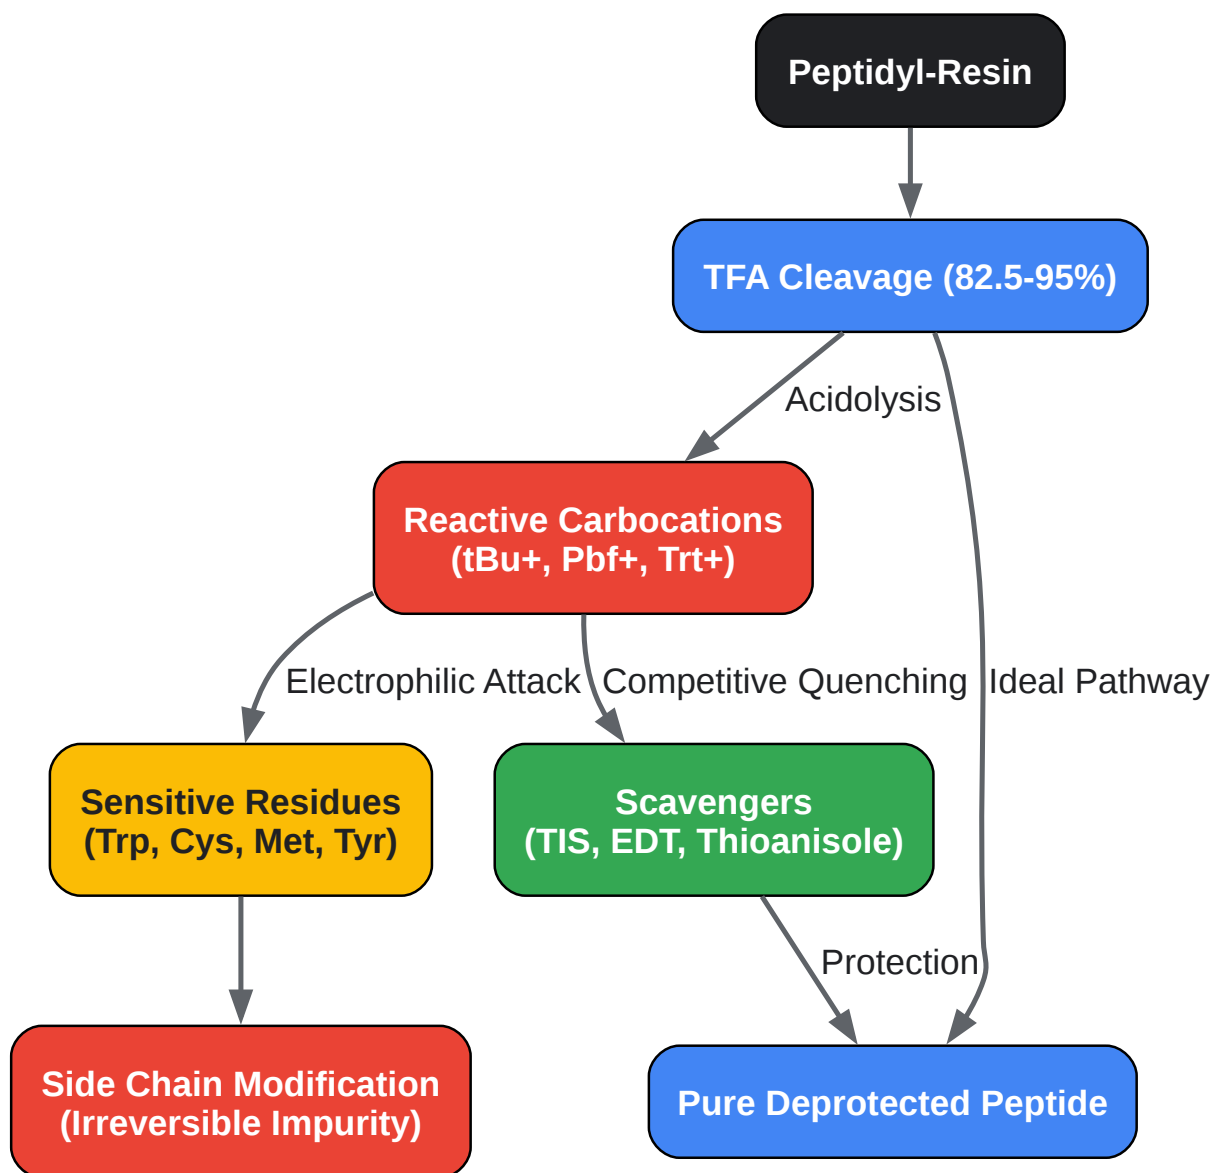 Peptidyl-Resin
TFA Cleavage (82.5-95%)
Acidolysis
Reactive Carbocations
(tBu+, Pbf+, Trt+)
Electrophilic Attack
Competitive Quenching
Ideal Pathway
Sensitive Residues
(Trp, Cys, Met, Tyr)
Scavengers
(TIS, EDT, Thioanisole)
Protection
Side Chain Modification
(Irreversible Impurity)
Pure Deprotected Peptide